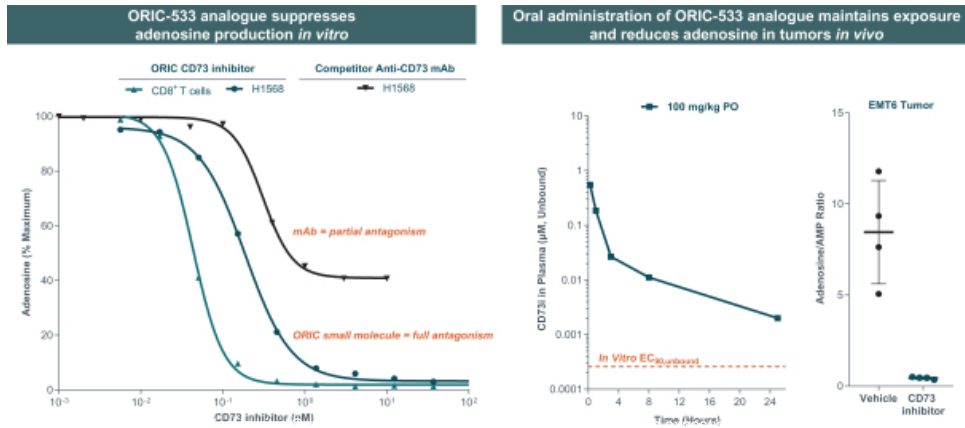 ORIC-533 analogue suppresses
adenosine production in vitro
ORIC CD73 inhibitor
Competitor Anti-CD73 mAb
CD8+ T cells
H1568
H1568
Adenosine (% Maximum)
100
80
60
40
20
0
mAb = partial antagonism
ORIC small molecule = full antagonism
10-3
10-2
10-1
100
101
102
CD73 inhibitor (nM)
Oral administration of ORIC-533 analogue maintains exposure
and reduces adenosine in tumors in vivo
100 mg/kg PO
CD73i in Plasma (µM, Unbound)
10
1
0.1
0.01
0.001
0.0001
In Vitro EC90,unbound
0
4
8
12
16
20
24
Time (Hours)
EMT6 Tumor
Adenosine/AMP Ratio
15
10
5
0
Vehicle
CD73
inhibitor